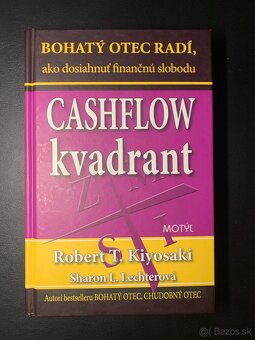 BOHATÝ OTEC RADÍ,
ako dosiahnuť finančnú slobodu
CASHFLOW
kvadrant
Z M
S I
MOTÝĽ
Robert T. Kiyosaki
Sharon L. Lechterová
Autori bestselleru BOHATÝ OTEC, CHUDOBNÝ OTEC
Bazos.sk